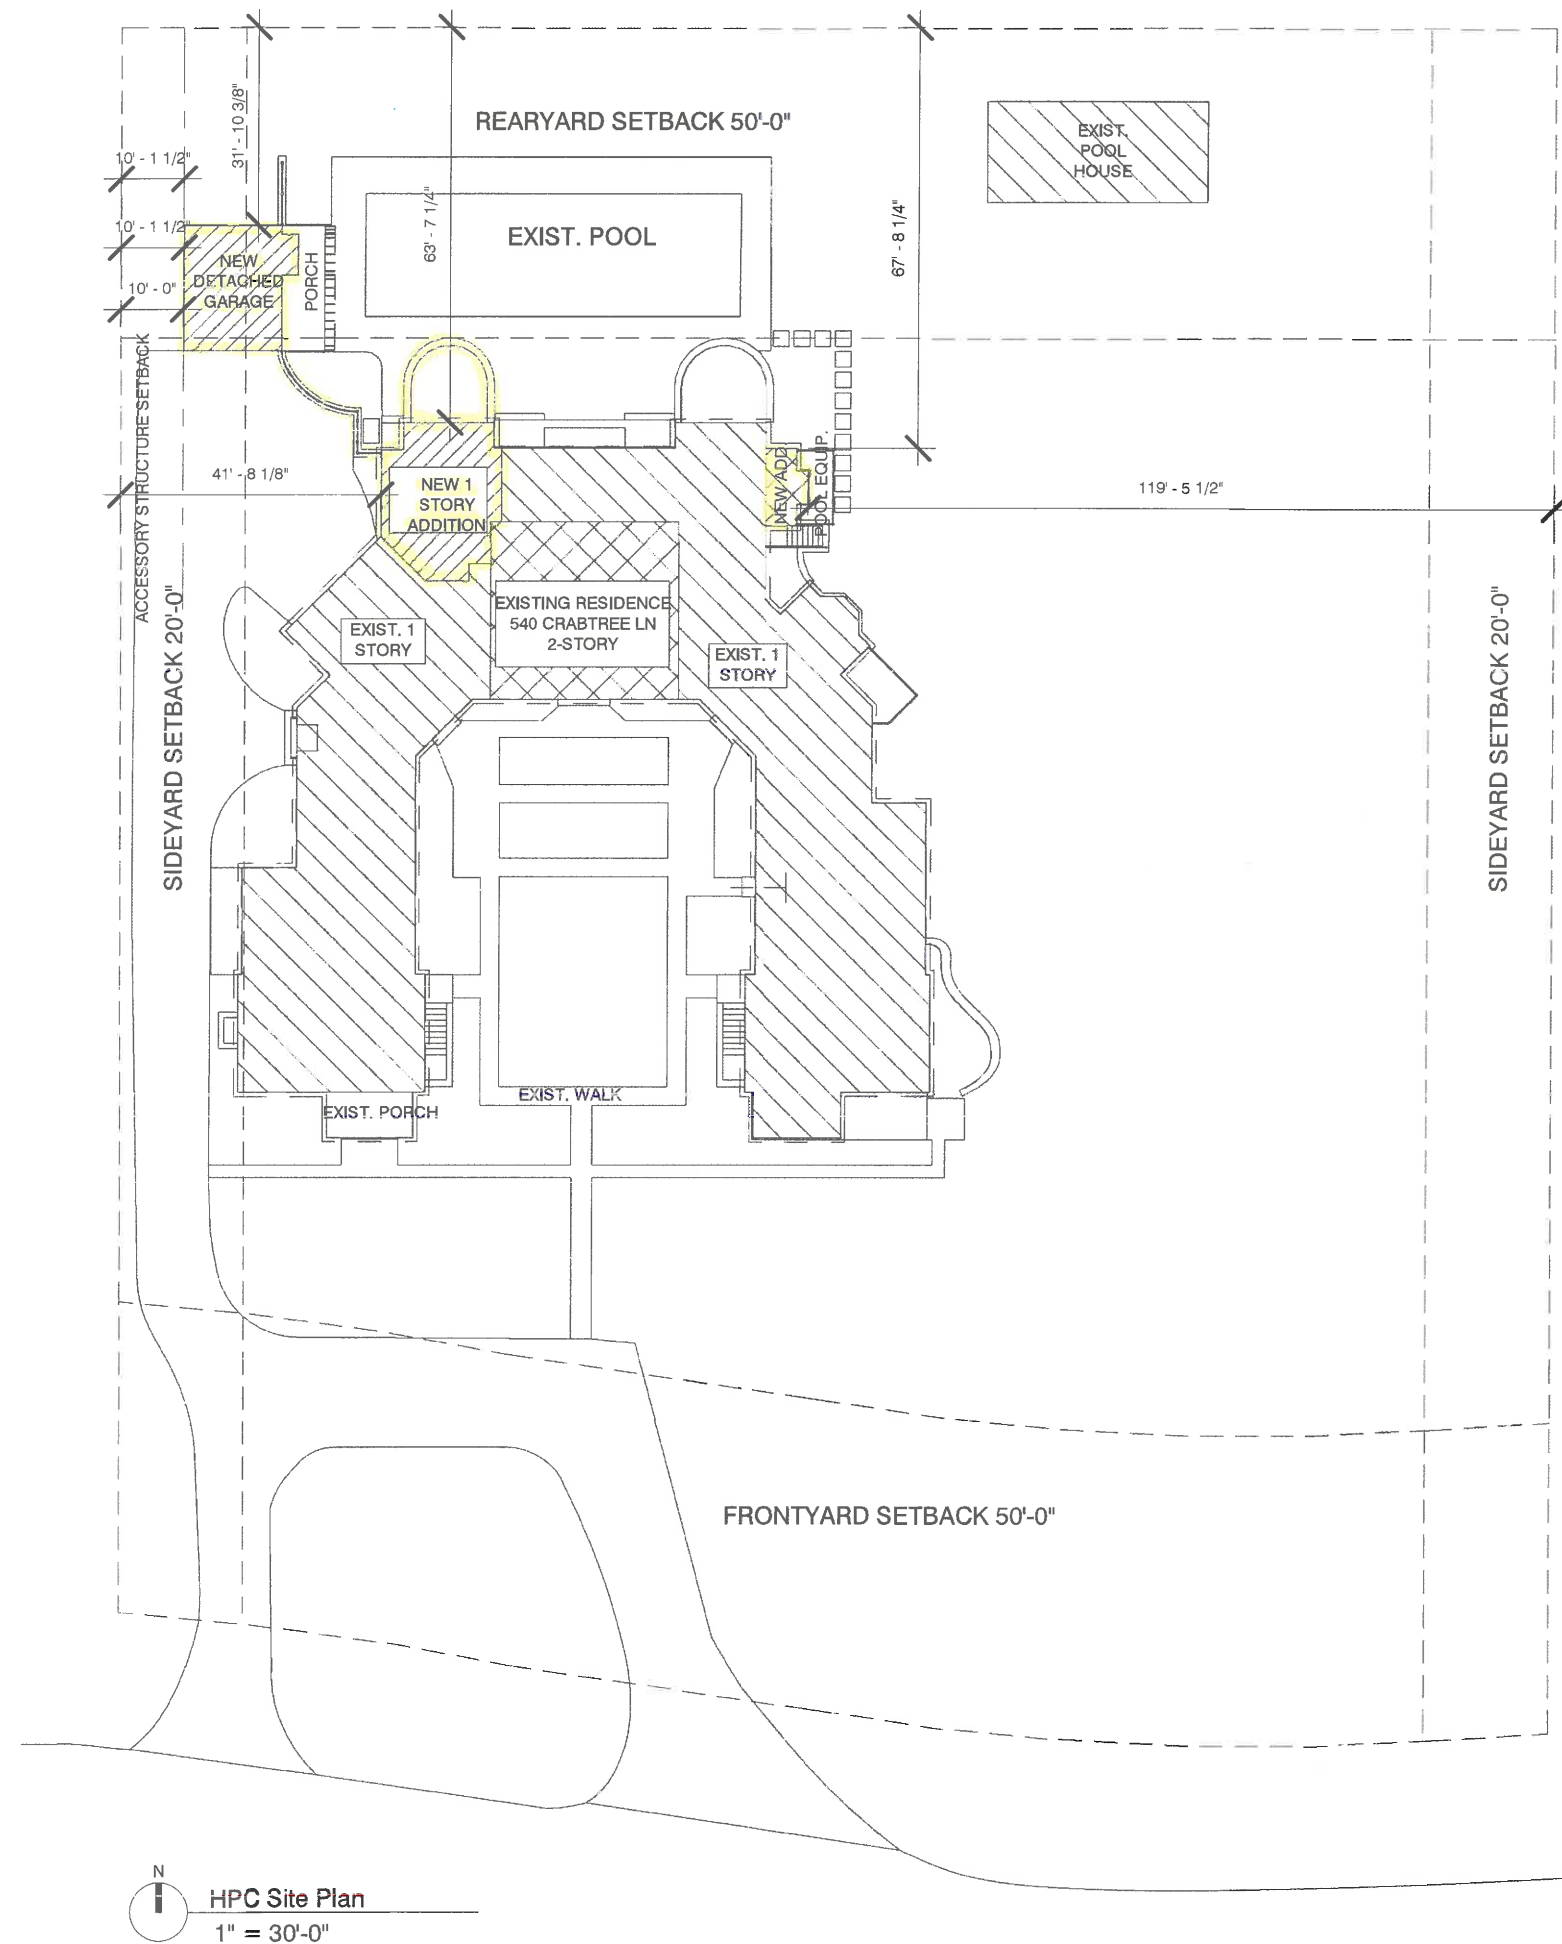 31' - 10 3/8"
REARYARD SETBACK 50'-0"
EXIST.
POOL
HOUSE
10' - 1 1/2"
63' - 7 1/4"
67' - 8 1/4"
10' - 1 1/2"
EXIST. POOL
NEW
DETACHED
GARAGE
PORCH
10' - 0"
ACCESSORY STRUCTURE SETBACK
41' - 8 1/8"
NEW 1
STORY
ADDITION
NEW ADD.
POOL EQUIP.
119' - 5 1/2"
SIDEYARD SETBACK 20'-0"
EXISTING RESIDENCE
540 CRABTREE LN
2-STORY
EXIST. 1
STORY
EXIST. 1
STORY
SIDEYARD SETBACK 20'-0"
EXIST. WALK
EXIST. PORCH
FRONTYARD SETBACK 50'-0"
N
HPC Site Plan
1" = 30'-0"